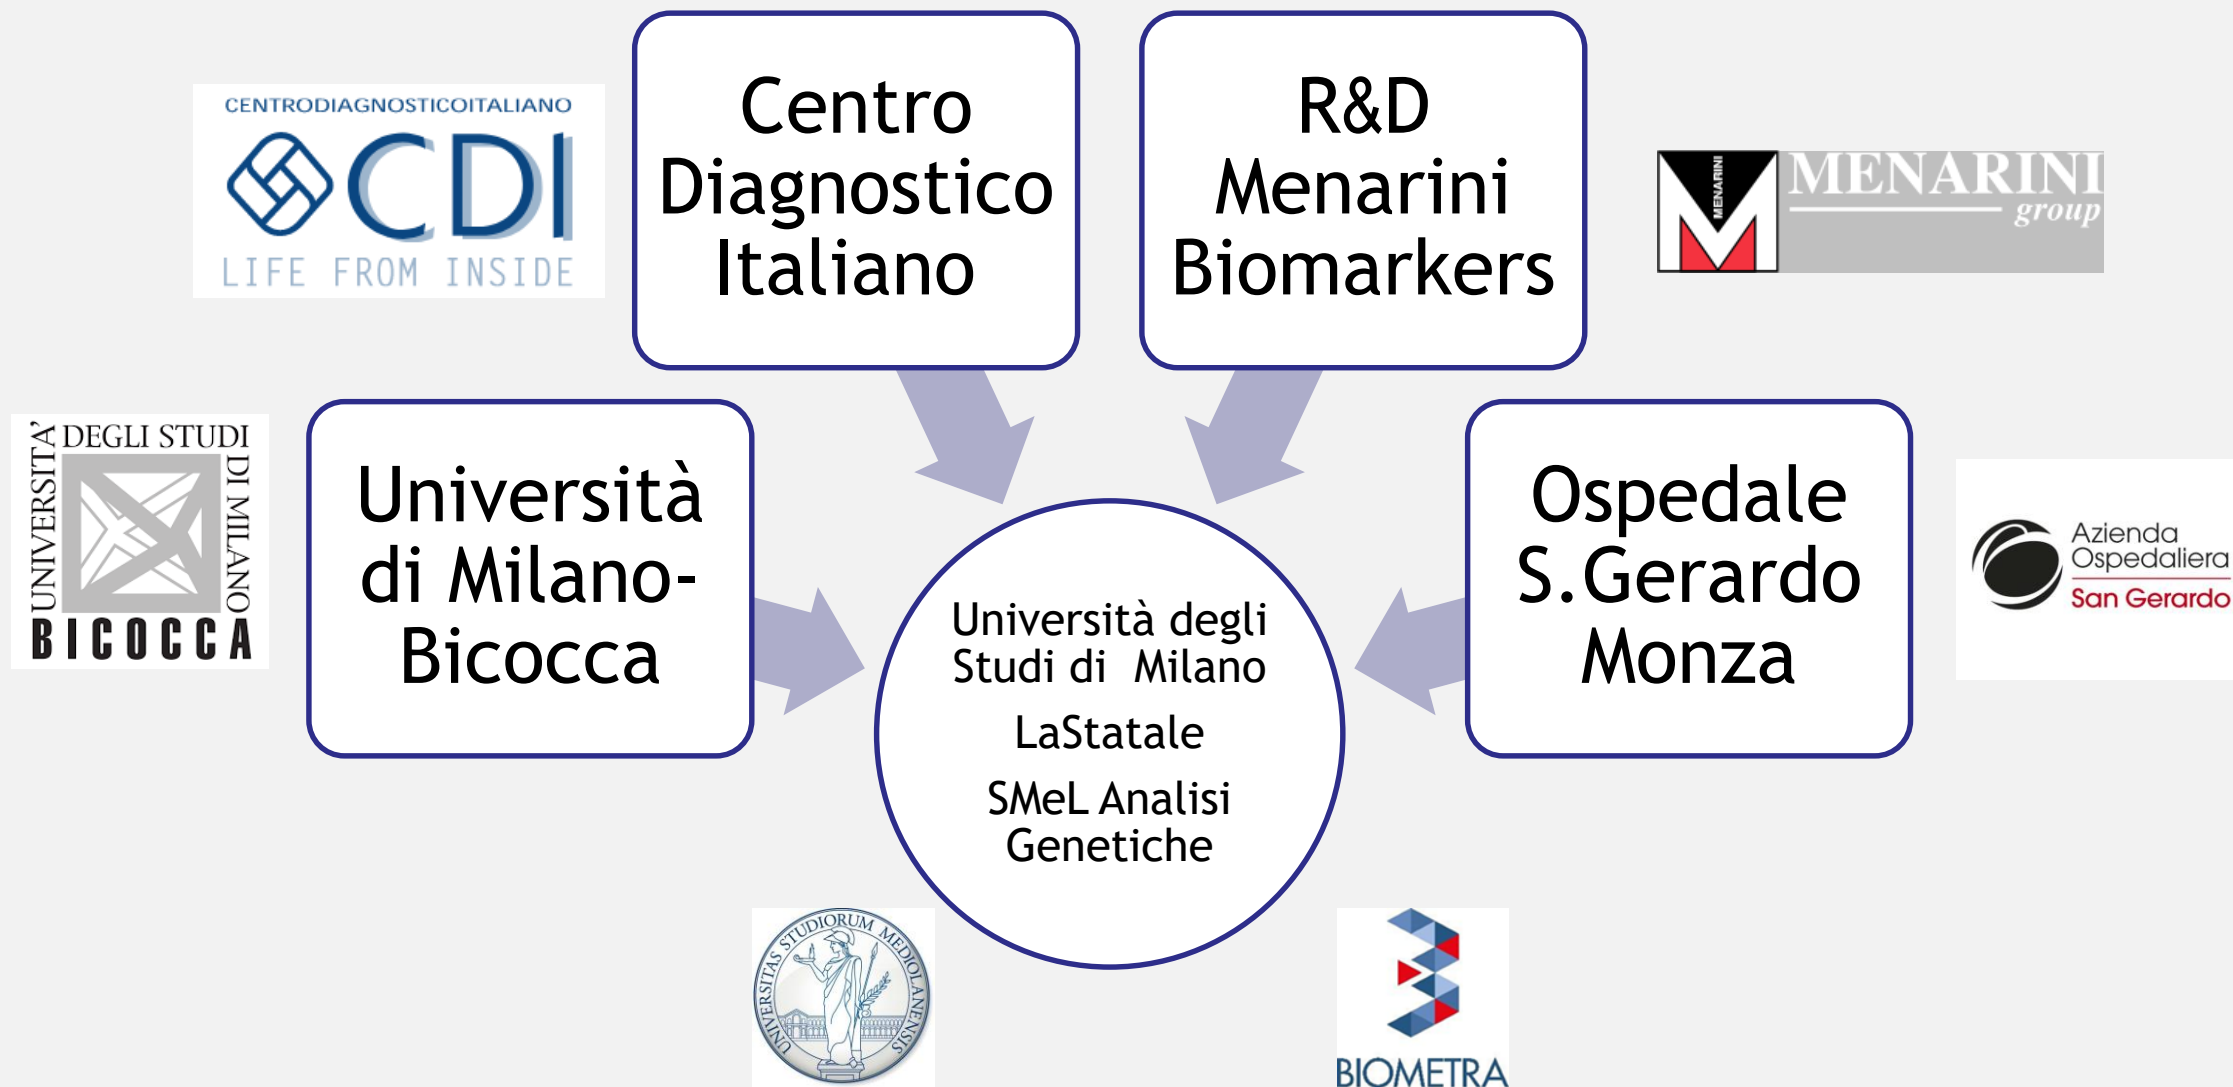 CENTRODIAGNOSTICOITALIANO
CDI
LIFE FROM INSIDE
Centro
Diagnostico
Italiano
R&D
Menarini
Biomarkers
MENARINI
MENARINI
group
UNIVERSITA' DEGLI STUDI DI MILANO
BICOCCA
Università
di Milano-
Bicocca
Ospedale
S.Gerardo
Monza
Azienda
Ospedaliera
San Gerardo
Università degli
Studi di Milano
LaStatale
SMeL Analisi
Genetiche
UNIVERSITAS STUDIORUM MEDIOLANENSIS
BIOMETRA